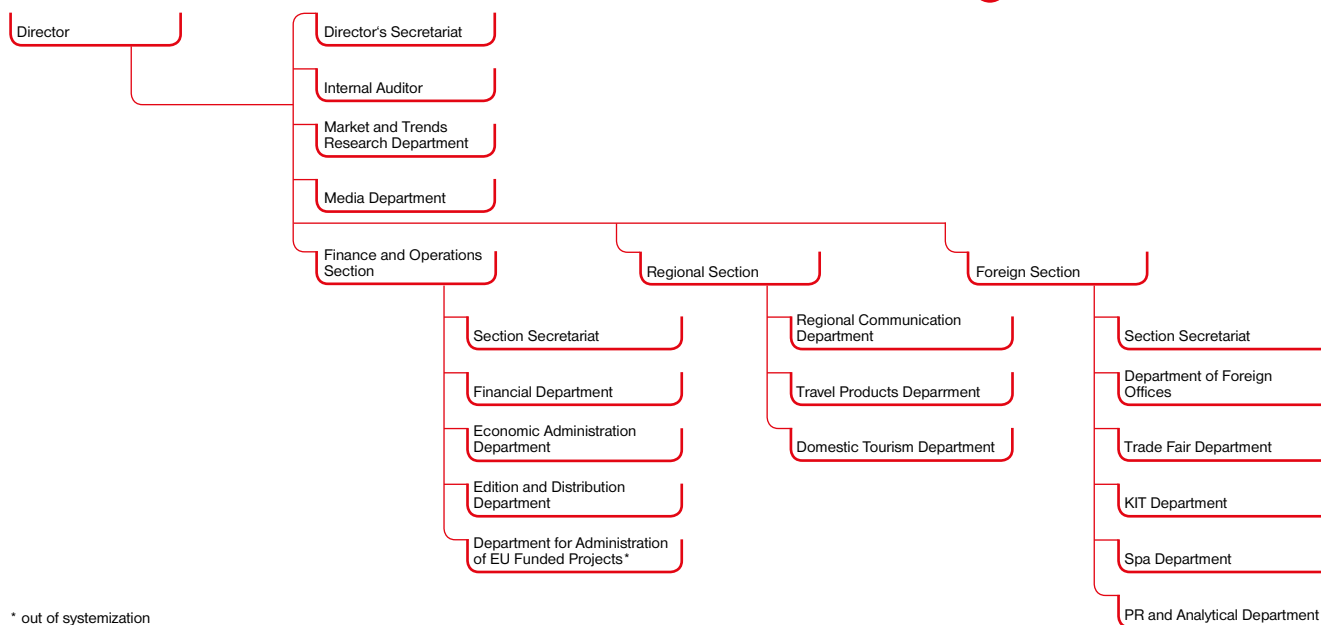 Director
Director's Secretariat
Internal Auditor
Market and Trends
Research Department
Media Department
Finance and Operations
Section
Regional Section
Foreign Section
Section Secretariat
Financial Department
Economic Administration
Department
Edition and Distribution
Department
Department for Administration
of EU Funded Projects*
Regional Communication
Department
Travel Products Deparrment
Domestic Tourism Department
Section Secretariat
Department of Foreign
Offices
Trade Fair Department
KIT Department
Spa Department
PR and Analytical Department
* out of systemization